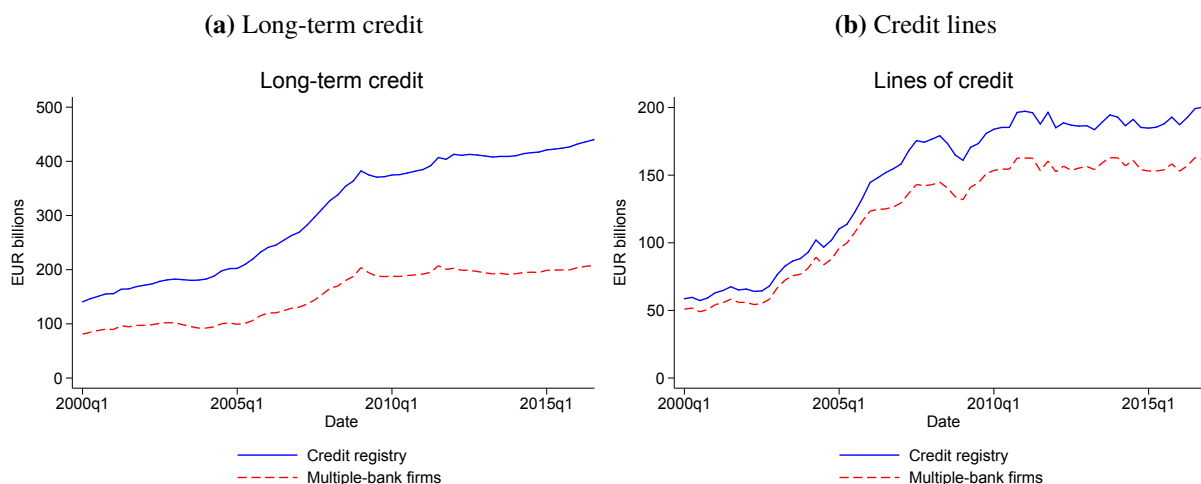 (a) Long-term credit
Long-term credit
EUR billions
500
400
300
200
100
0
2000q1 2005q1 2010q1 2015q1
Date
Credit registry
Multiple-bank firms
(b) Credit lines
Lines of credit
EUR billions
200
150
100
50
0
2000q1 2005q1 2010q1 2015q1
Date
Credit registry
Multiple-bank firms